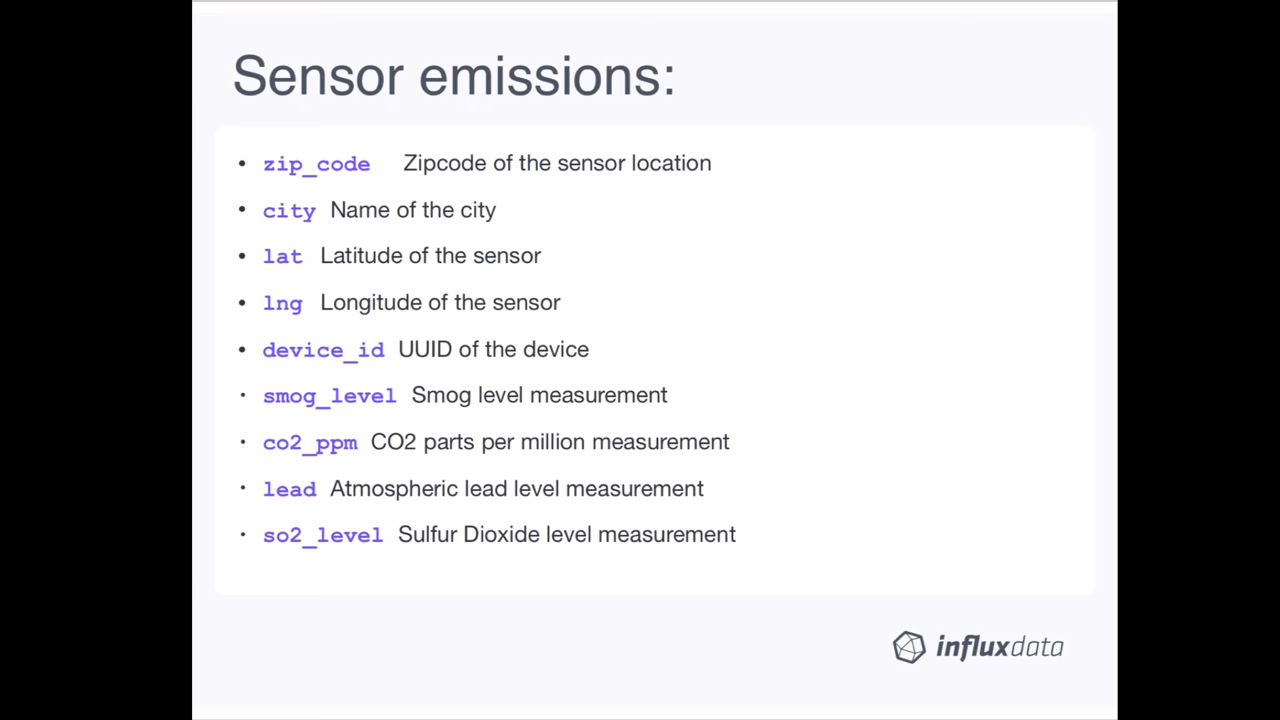 Sensor emissions:
• zip_code Zipcode of the sensor location
• city Name of the city
• lat Latitude of the sensor
• lng Longitude of the sensor
• device_id UUID of the device
• smog_level Smog level measurement
• co2_ppm CO2 parts per million measurement
• lead Atmospheric lead level measurement
• so2_level Sulfur Dioxide level measurement
influxdata